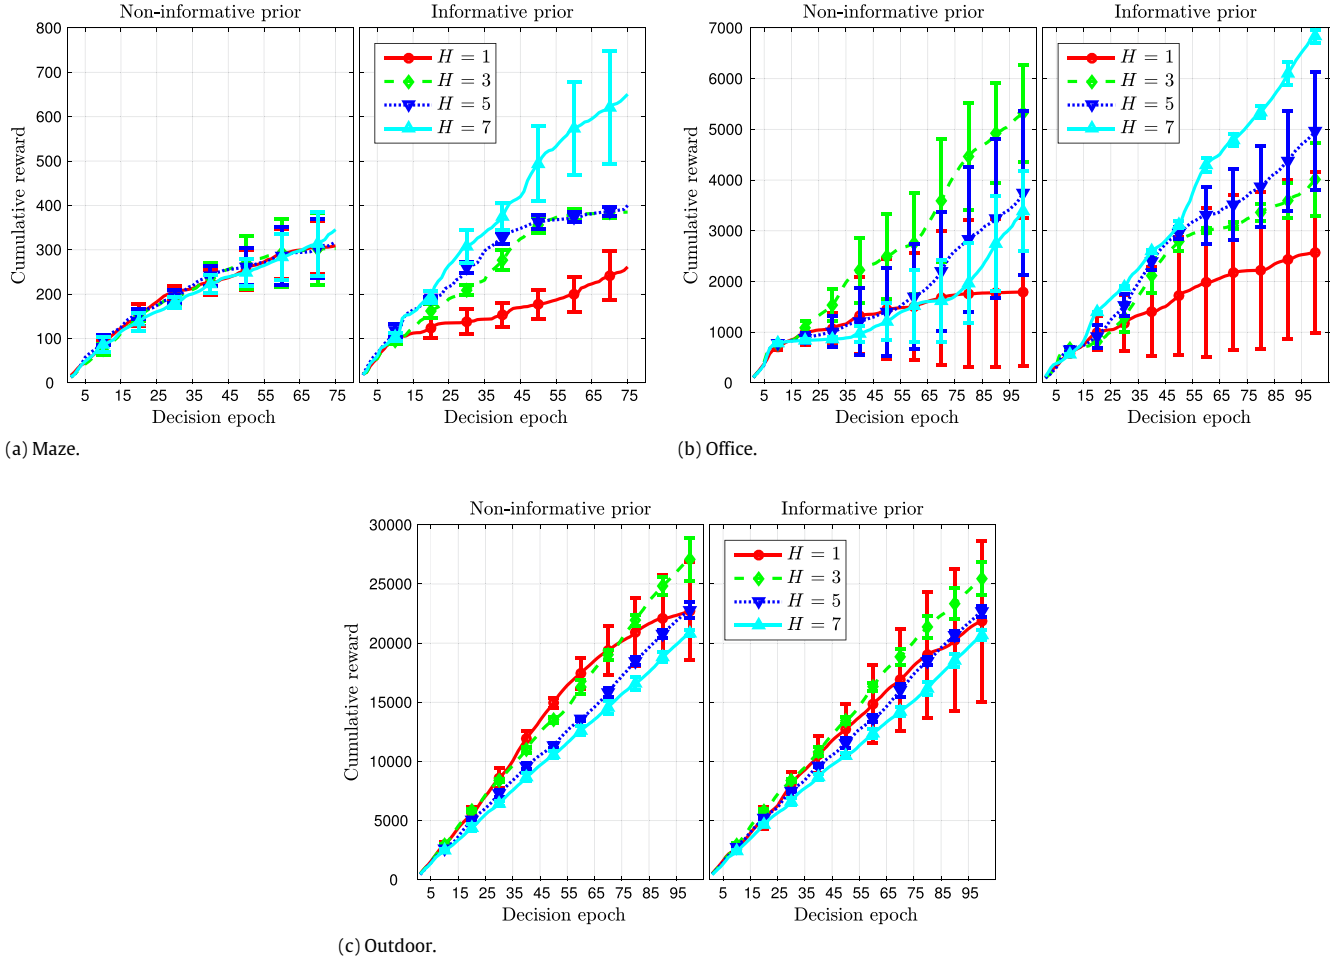 Non-informative prior
Informative prior
800
700
600
500
400
300
200
100
0
Cumulative reward
H = 1
H = 3
H = 5
H = 7
5 15 25 35 45 55 65 75
5 15 25 35 45 55 65 75
Decision epoch
Decision epoch
(a) Maze.
Non-informative prior
Informative prior
7000
6000
5000
4000
3000
2000
1000
0
Cumulative reward
H = 1
H = 3
H = 5
H = 7
5 15 25 35 45 55 65 75 85 95
5 15 25 35 45 55 65 75 85 95
Decision epoch
Decision epoch
(b) Office.
Non-informative prior
Informative prior
30000
25000
20000
15000
10000
5000
0
Cumulative reward
H = 1
H = 3
H = 5
H = 7
5 15 25 35 45 55 65 75 85 95
5 15 25 35 45 55 65 75 85 95
Decision epoch
Decision epoch
(c) Outdoor.